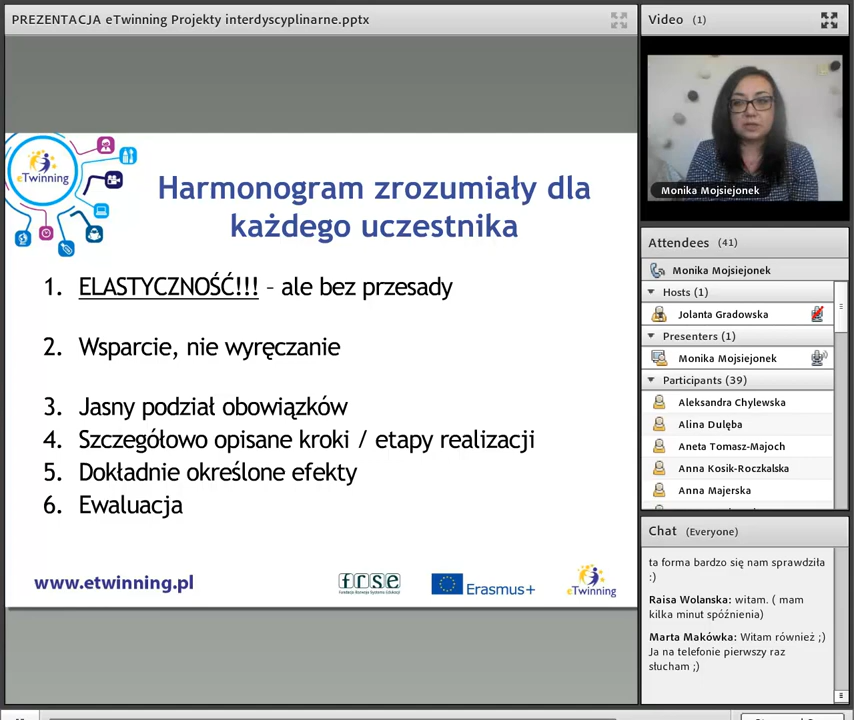 PREZENTACJA eTwinning Projekty interdyscyplinarne.pptx
eTwinning
Harmonogram zrozumiały dla
każdego uczestnika
1. ELASTYCZNOŚĆ!!! - ale bez przesady
2. Wsparcie, nie wyręczanie
3. Jasny podział obowiązków
4. Szczegółowo opisane kroki / etapy realizacji
5. Dokładnie określone efekty
6. Ewaluacja
www.etwinning.pl
frse
Fundacja Rozwoju Systemu Edukacji
Erasmus+
eTwinning
Video (1)
Monika Mojsiejonek
Attendees (41)
Monika Mojsiejonek
Hosts (1)
Jolanta Gradowska
Presenters (1)
Monika Mojsiejonek
Participants (39)
Aleksandra Chylewska
Alina Dulęba
Aneta Tomasz-Majoch
Anna Kosik-Roczkalska
Anna Majerska
Chat (Everyone)
ta forma bardzo się nam sprawdziła
:)
Raisa Wolanska: witam. ( mam
kilka minut spóźnienia)
Marta Makówka: Witam również ;)
Ja na telefonie pierwszy raz
słucham ;)